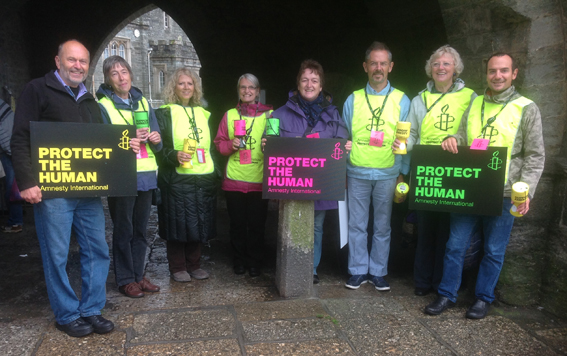 PROTECT
THE
HUMAN
Amnesty International
PROTECT
THE
HUMAN
Amnesty International
PROTECT
THE
HUMAN
Amnesty International